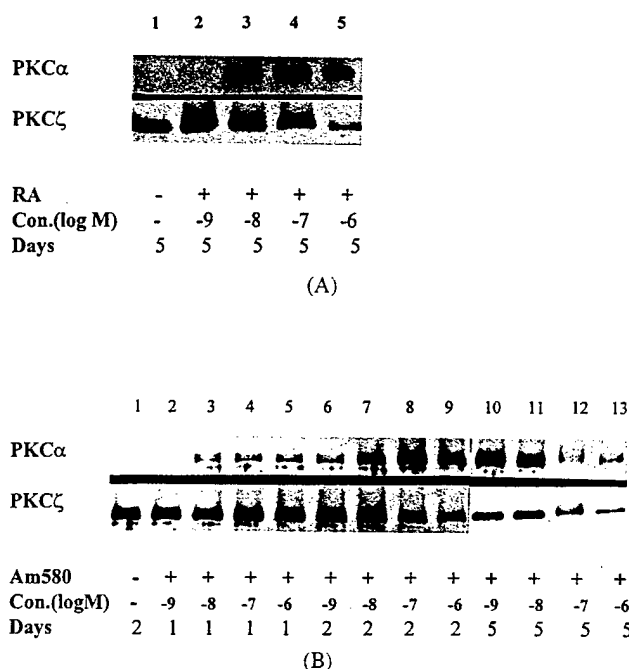 1 2 3 4 5
PKCα
PKCζ
RA - + + + +
Con.(log M) - -9 -8 -7 -6
Days 5 5 5 5 5
(A)
1 2 3 4 5 6 7 8 9 10 11 12 13
PKCα
PKCζ
Am580 - + + + + + + + + + + + +
Con.(logM) - -9 -8 -7 -6 -9 -8 -7 -6 -9 -8 -7 -6
Days 2 1 1 1 1 2 2 2 2 5 5 5 5
(B)